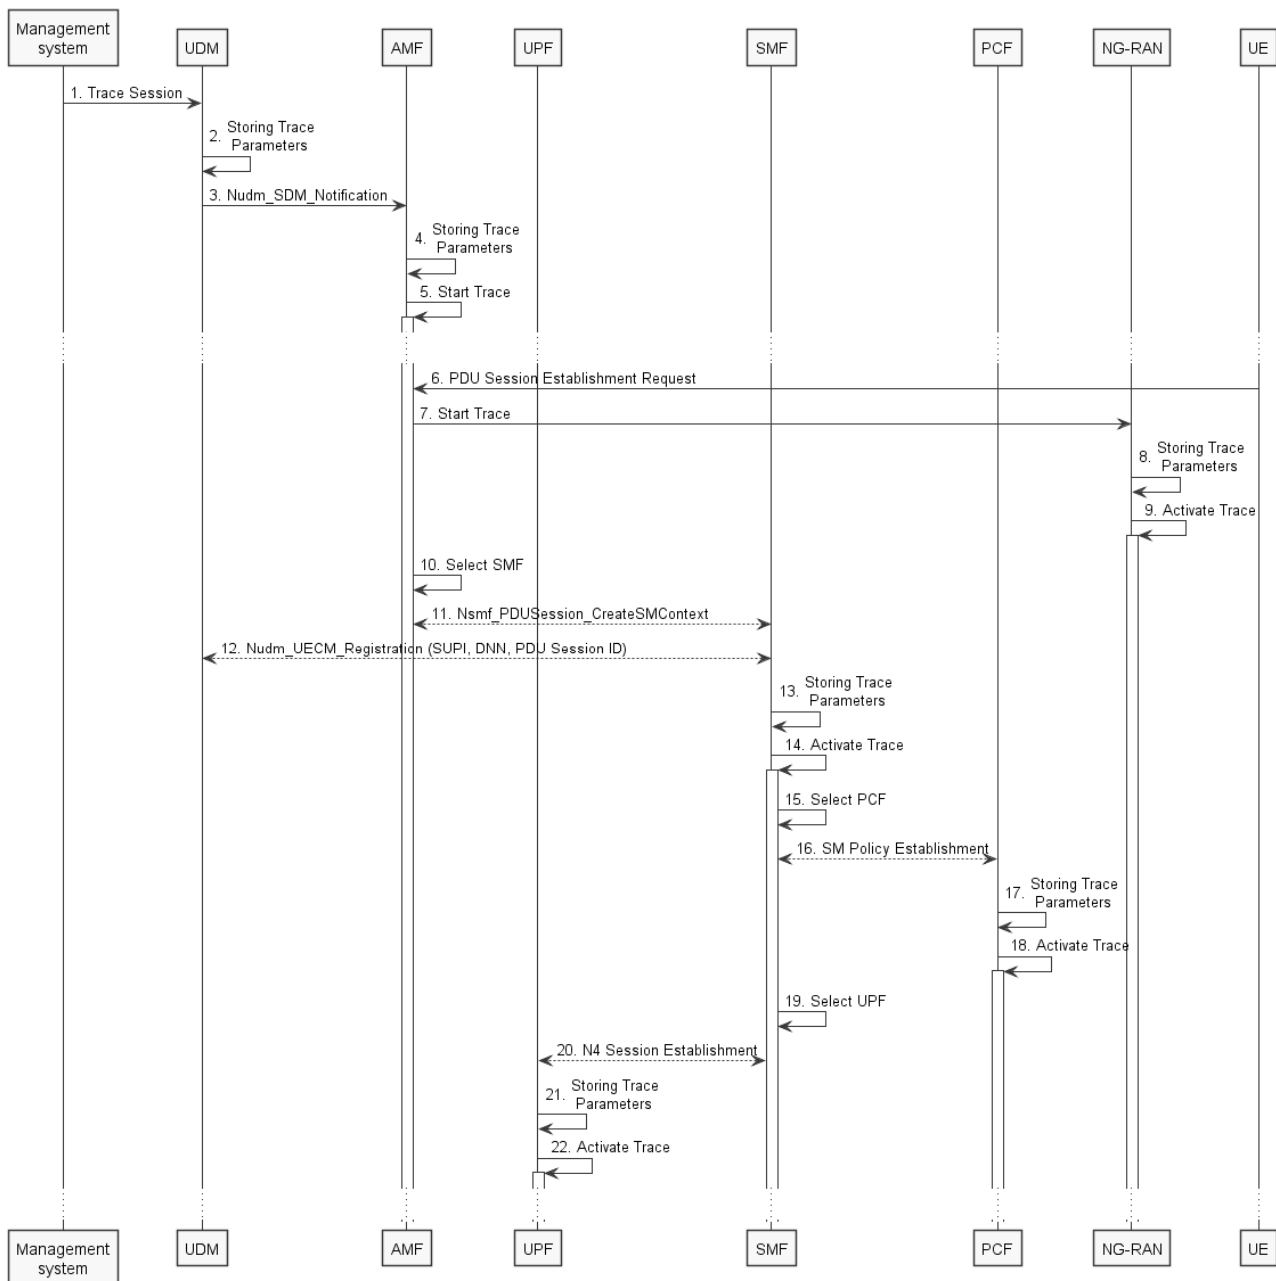 Management
system
UDM
AMF
UPF
SMF
PCF
NG-RAN
UE
1. Trace Session
2. Storing Trace
Parameters
3. Nudm_SDM_Notification
4. Storing Trace
Parameters
5. Start Trace
6. PDU Session Establishment Request
7. Start Trace
8. Storing Trace
Parameters
9. Activate Trace
10. Select SMF
11. Nsmf_PDUSession_CreateSMContext
12. Nudm_UECM_Registration (SUPI, DNN, PDU Session ID)
13. Storing Trace
Parameters
14. Activate Trace
15. Select PCF
16. SM Policy Establishment
17. Storing Trace
Parameters
18. Activate Trace
19. Select UPF
20. N4 Session Establishment
21. Storing Trace
Parameters
22. Activate Trace
Management
system
UDM
AMF
UPF
SMF
PCF
NG-RAN
UE